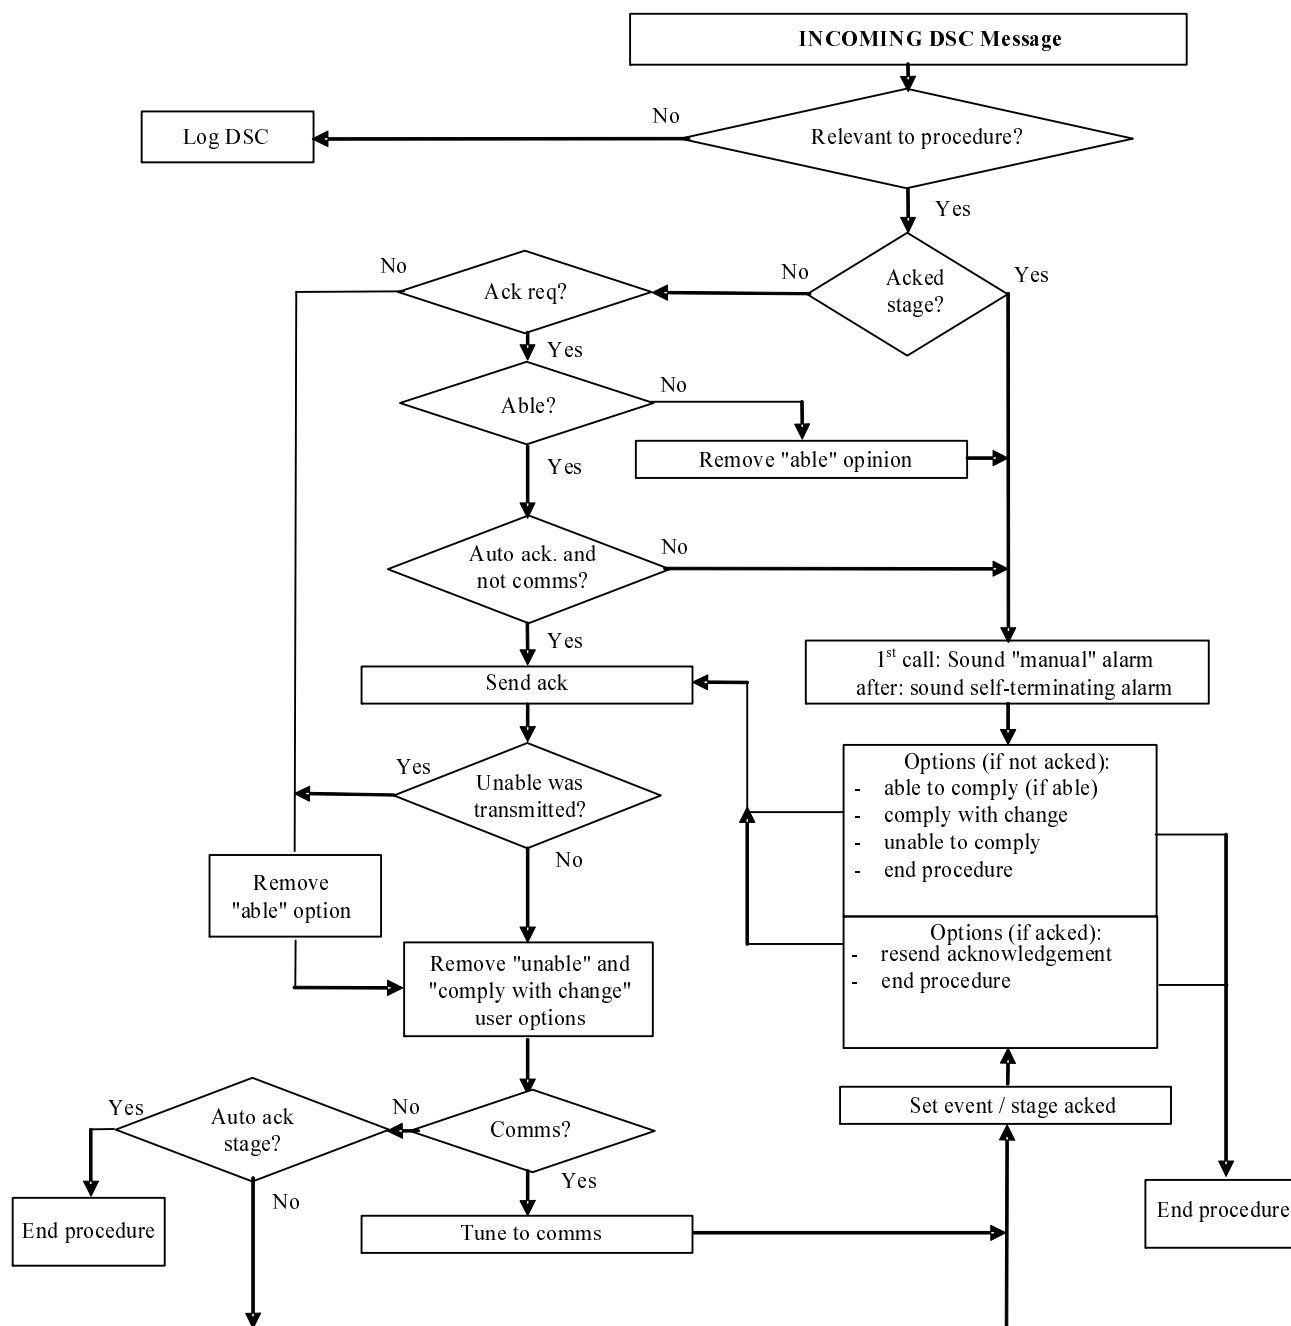 INCOMING DSC Message
No
Log DSC
Relevant to procedure?
Yes
No
Ack req?
No
Acked
stage?
Yes
Yes
Able?
No
Remove "able" opinion
Yes
Auto ack. and
not comms?
No
Yes
Send ack
1st call: Sound "manual" alarm
after: sound self-terminating alarm
Yes
Unable was
transmitted?
No
Options (if not acked):
- able to comply (if able)
- comply with change
- unable to comply
- end procedure
Remove
"able" option
Options (if acked):
- resend acknowledgement
- end procedure
Remove "unable" and
"comply with change"
user options
Set event / stage acked
Yes
Auto ack
stage?
No
Comms?
Yes
No
End procedure
Tune to comms
End procedure